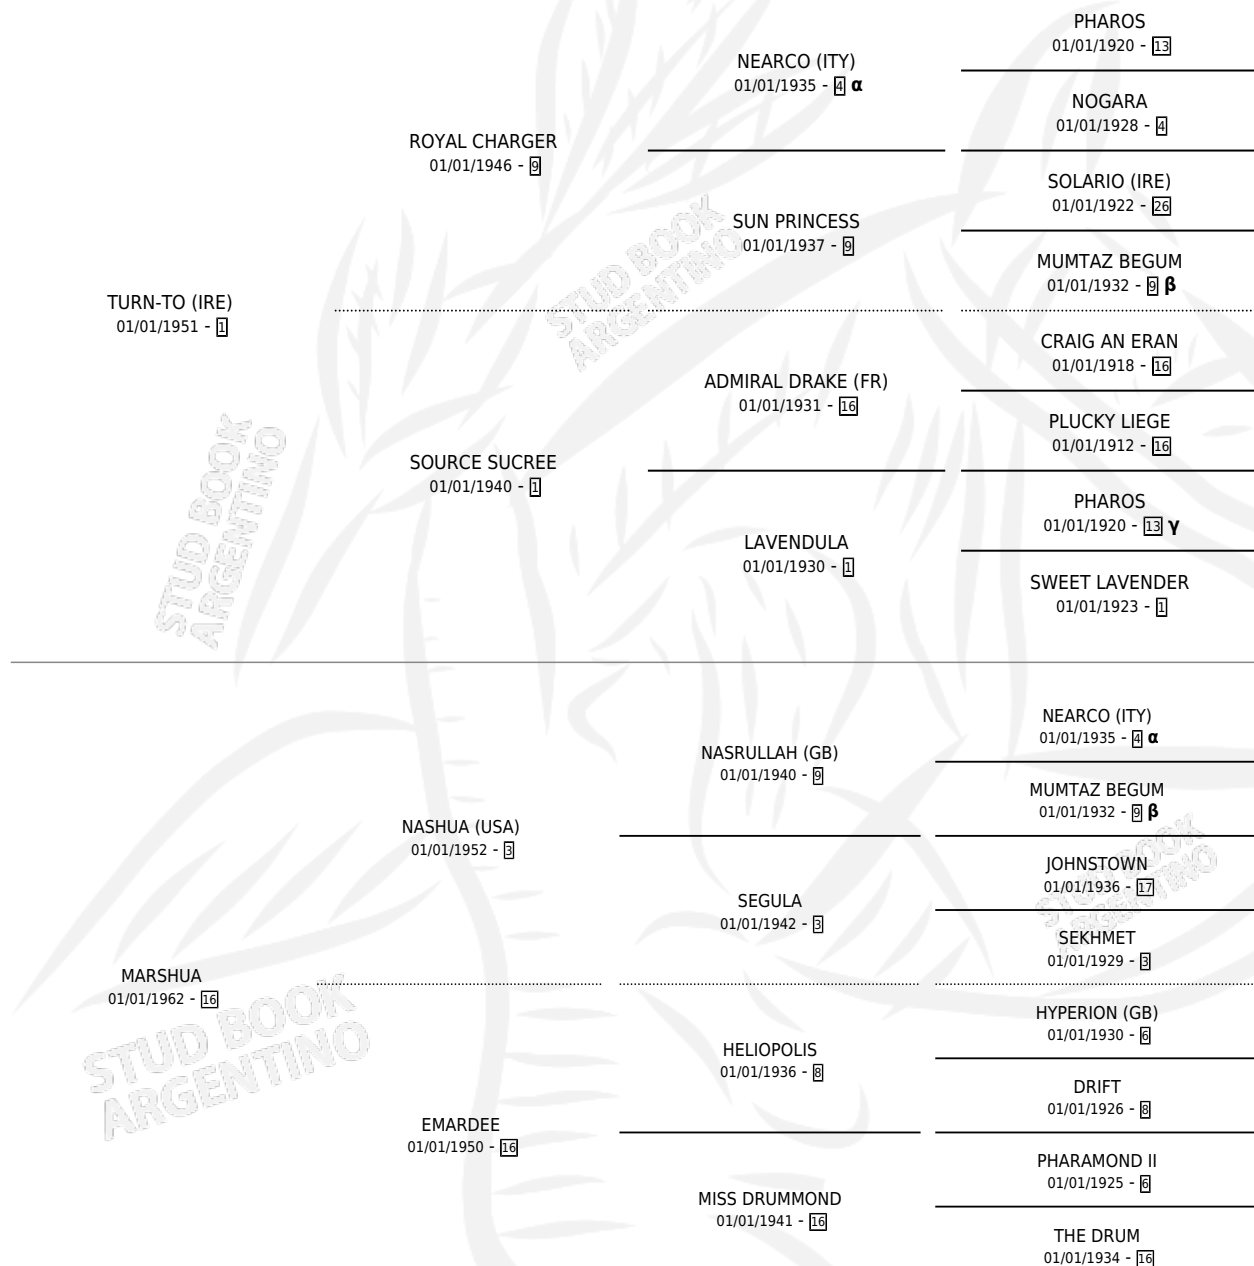 PHAROS
01/01/1920 - 13
NEARCO (ITY)
01/01/1935 - 4 α
NOGARA
01/01/1928 - 4
ROYAL CHARGER
01/01/1946 - 9
SOLARIO (IRE)
01/01/1922 - 26
SUN PRINCESS
01/01/1937 - 9
MUMTAZ BEGUM
01/01/1932 - 9 β
TURN-TO (IRE)
01/01/1951 - 1
CRAIG AN ERAN
01/01/1918 - 16
ADMIRAL DRAKE (FR)
01/01/1931 - 16
PLUCKY LIEGE
01/01/1912 - 16
SOURCE SUCREE
01/01/1940 - 1
PHAROS
01/01/1920 - 13 γ
LAVENDULA
01/01/1930 - 1
SWEET LAVENDER
01/01/1923 - 1
NEARCO (ITY)
01/01/1935 - 4 α
NASRULLAH (GB)
01/01/1940 - 9
MUMTAZ BEGUM
01/01/1932 - 9 β
NASHUA (USA)
01/01/1952 - 3
JOHNSTOWN
01/01/1936 - 17
SEGULA
01/01/1942 - 3
SEKHMET
01/01/1929 - 3
MARSHUA
01/01/1962 - 16
HYPERION (GB)
01/01/1930 - 6
HELIOPOLIS
01/01/1936 - 8
DRIFT
01/01/1926 - 8
EMARDEE
01/01/1950 - 16
PHARAMOND II
01/01/1925 - 6
MISS DRUMMOND
01/01/1941 - 16
THE DRUM
01/01/1934 - 16
STUD BOOK
ARGENTINO
STUD BOOK
ARGENTINO
STUD BOOK
ARGENTINO
STUD BOOK
ARGENTINO